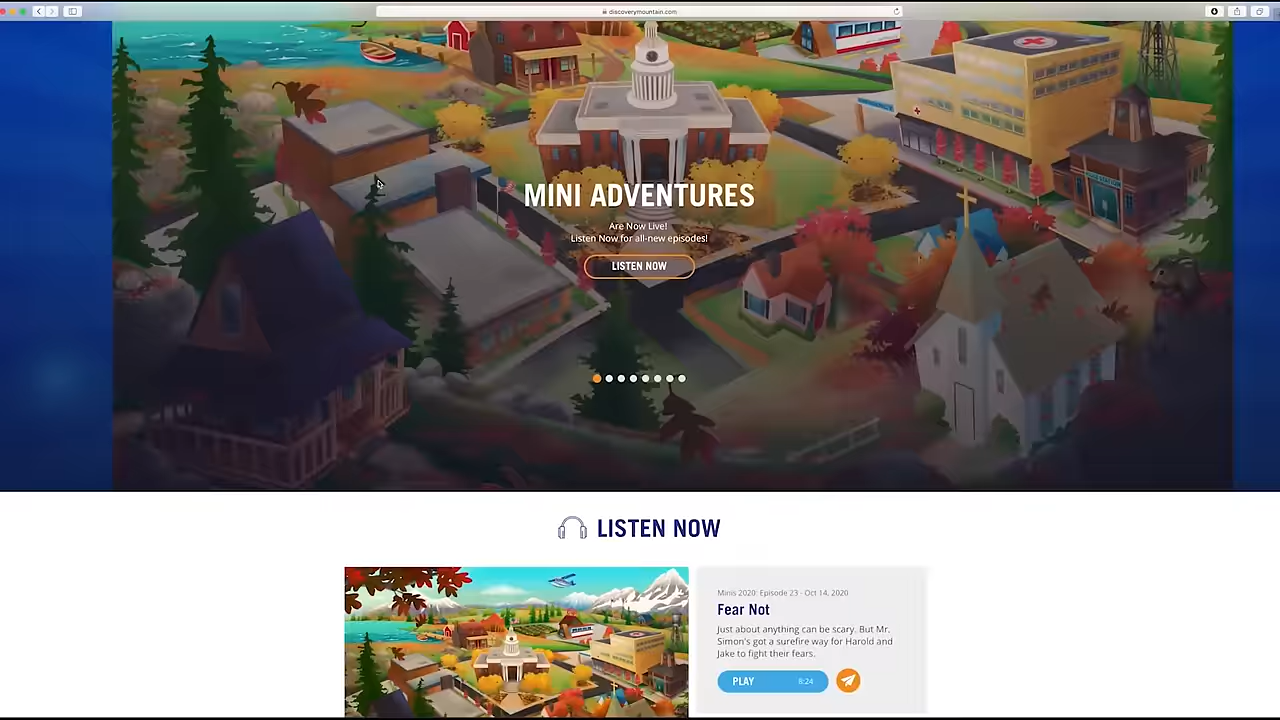 discoverymountain.com
MINI ADVENTURES
Are Now Live!
Listen Now for all-new episodes!
LISTEN NOW
LISTEN NOW
Minis 2020: Episode 23 - Oct 14, 2020
Fear Not
Just about anything can be scary. But Mr.
Simon's got a surefire way for Harold and
Jake to fight their fears.
PLAY 8:24